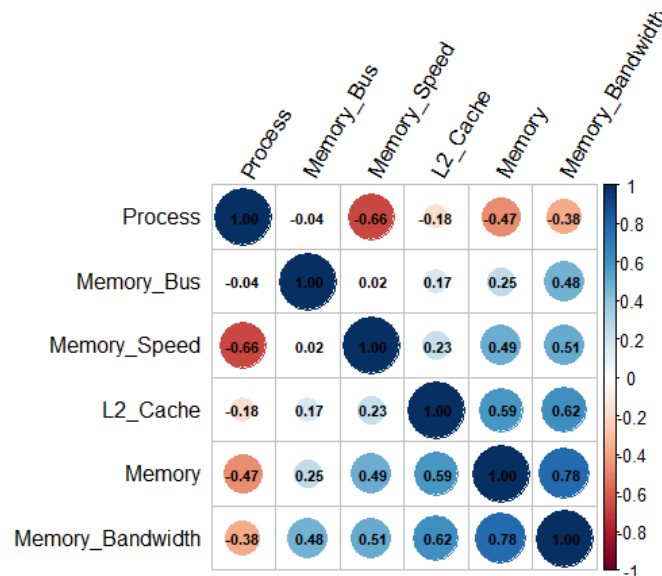 Process Memory_Bus Memory_Speed L2_Cache Memory Memory_Bandwidth
Process 1.00 -0.04 -0.66 -0.18 -0.47 -0.38
Memory_Bus -0.04 1.00 0.02 0.17 0.25 0.48
Memory_Speed -0.66 0.02 1.00 0.23 0.49 0.51
L2_Cache -0.18 0.17 0.23 1.00 0.59 0.62
Memory -0.47 0.25 0.49 0.59 1.00 0.78
Memory_Bandwidth -0.38 0.48 0.51 0.62 0.78 1.00
1
0.8
0.6
0.4
0.2
0
-0.2
-0.4
-0.6
-0.8
-1